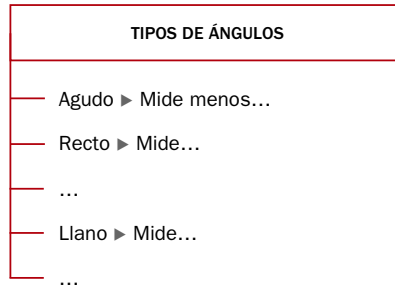 TIPOS DE ÁNGULOS
Agudo ▶ Mide menos…
Recto ▶ Mide…
…
Llano ▶ Mide…
…